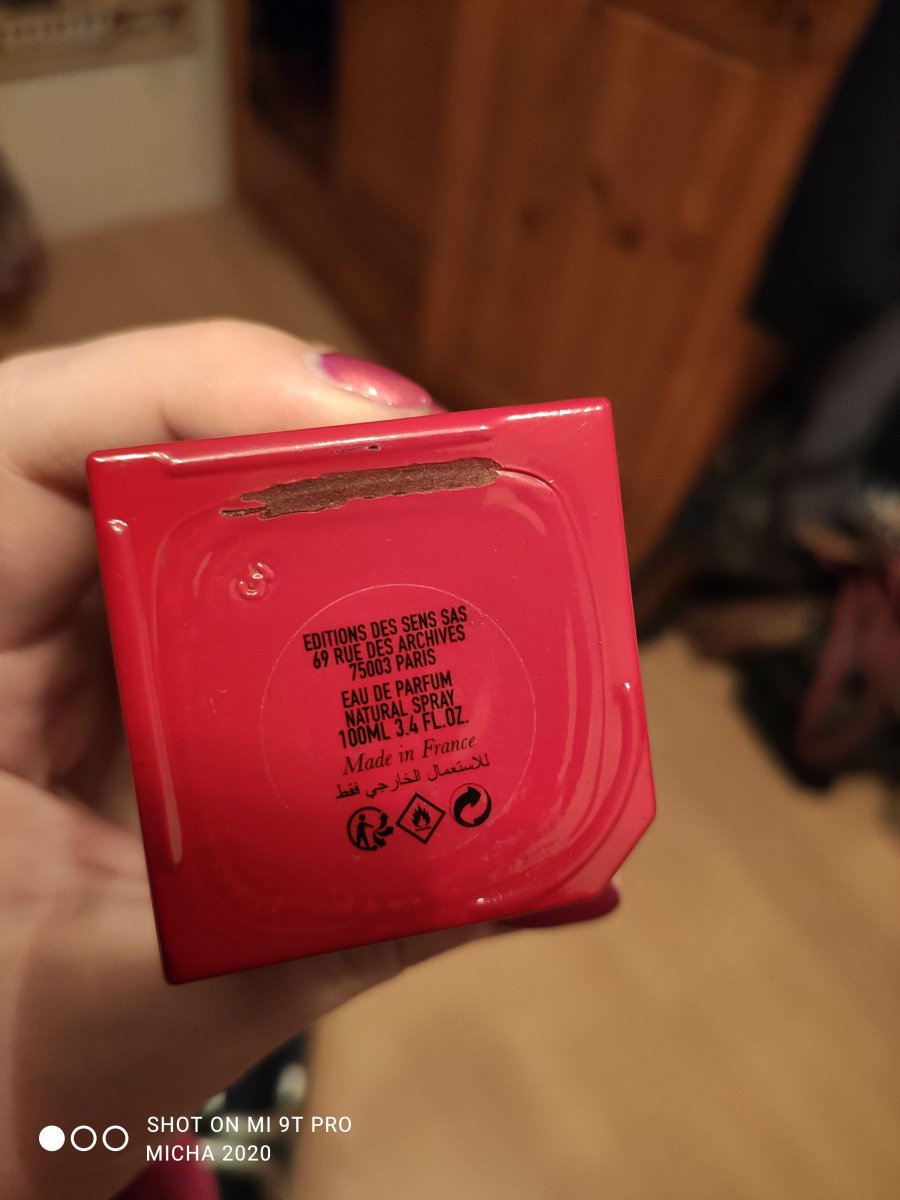 EDITIONS DES SENS SAS
69 RUE DES ARCHIVES
75003 PARIS
EAU DE PARFUM
NATURAL SPRAY
100ML 3.4 FL.OZ.
Made in France
للاستعمال الخارجي فقط
SHOT ON MI 9T PRO
MICHA 2020